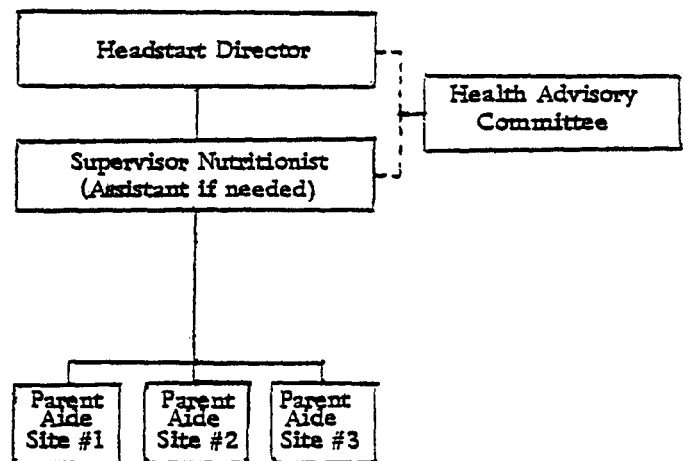 Headstart Director
Health Advisory
Committee
Supervisor Nutritionist
(Assistant if needed)
Parent
Aide
Site #1
Parent
Aide
Site #2
Parent
Aide
Site #3